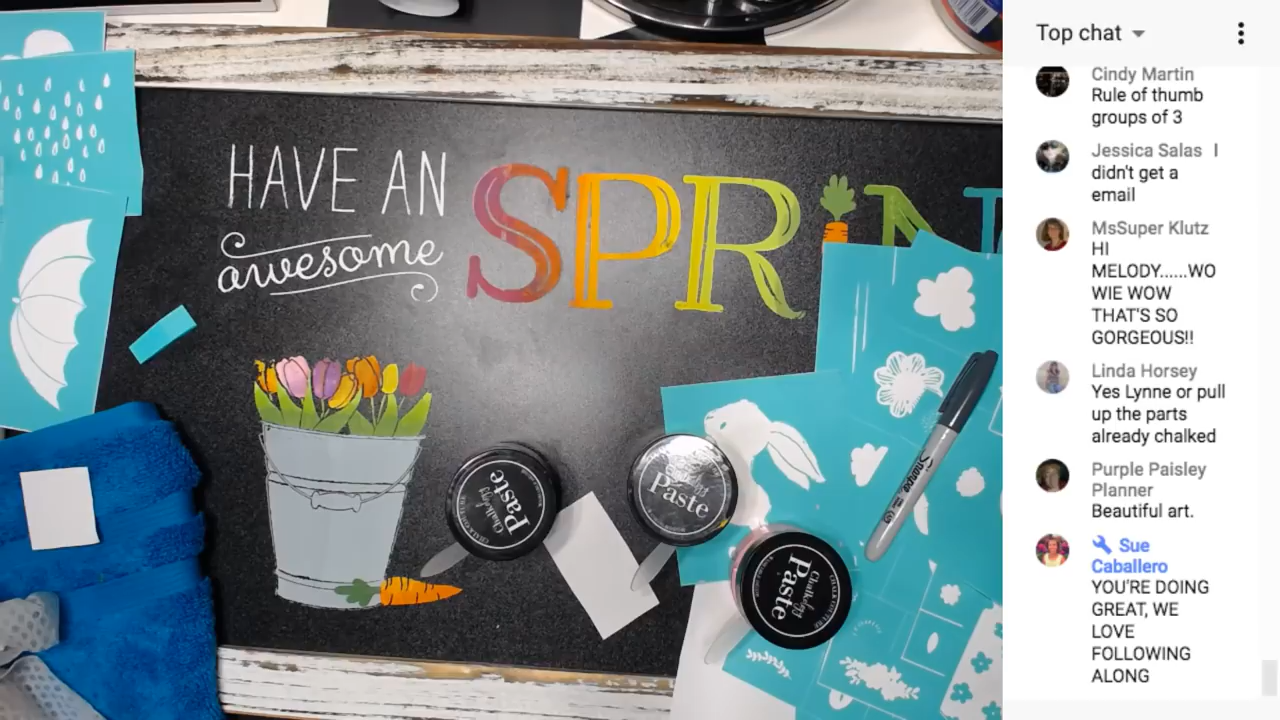 HAVE AN
awesome
SPRiN
Chalkology
Paste
Paste
Chalkology
Paste
Sharpie
Top chat
Cindy Martin
Rule of thumb
groups of 3
Jessica Salas I
didn't get a
email
MsSuper Klutz
HI
MELODY......WO
WIE WOW
THAT'S SO
GORGEOUS!!
Linda Horsey
Yes Lynne or pull
up the parts
already chalked
Purple Paisley
Planner
Beautiful art.
Sue
Caballero
YOU'RE DOING
GREAT, WE
LOVE
FOLLOWING
ALONG